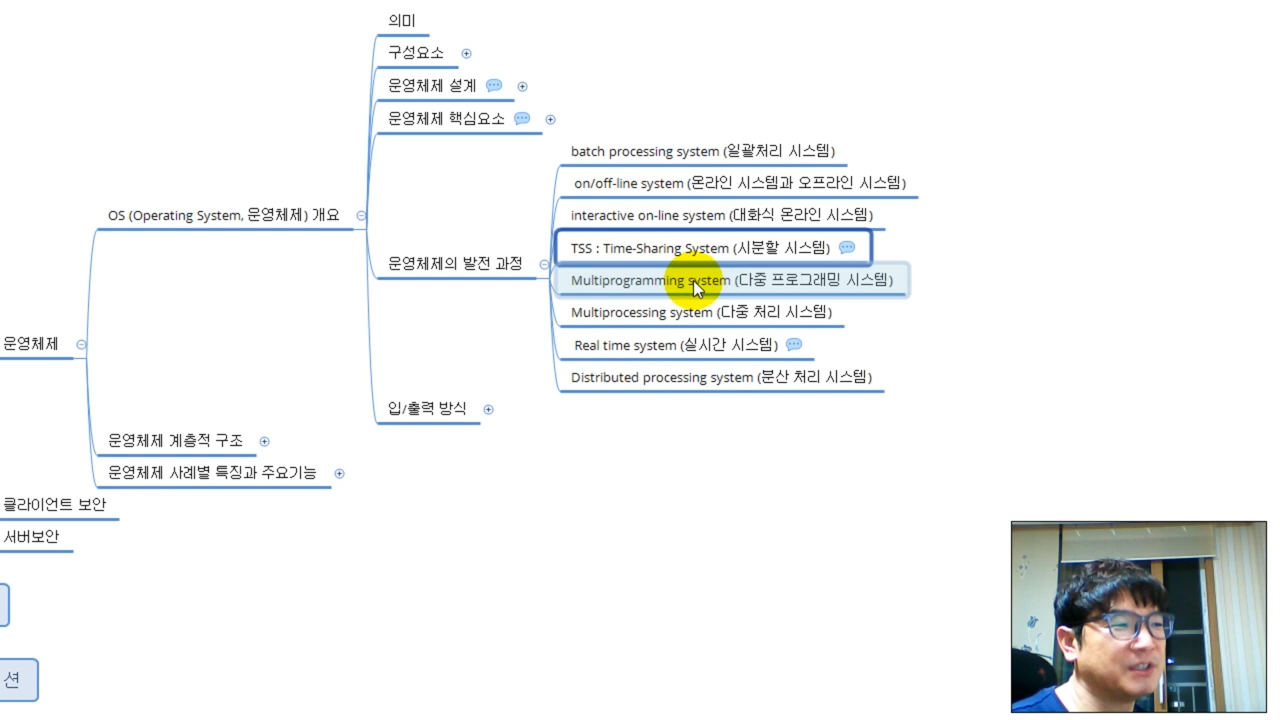 의미
구성요소
운영체제 설계
운영체제 핵심요소
batch processing system (일괄처리 시스템)
on/off-line system (온라인 시스템과 오프라인 시스템)
interactive on-line system (대화식 온라인 시스템)
OS (Operating System, 운영체제) 개요
TSS : Time-Sharing System (시분할 시스템)
운영체제의 발전 과정
Multiprogramming system (다중 프로그래밍 시스템)
Multiprocessing system (다중 처리 시스템)
Real time system (실시간 시스템)
운영체제
Distributed processing system (분산 처리 시스템)
입/출력 방식
운영체제 계층적 구조
운영체제 사례별 특징과 주요기능
클라이언트 보안
서버보안
션